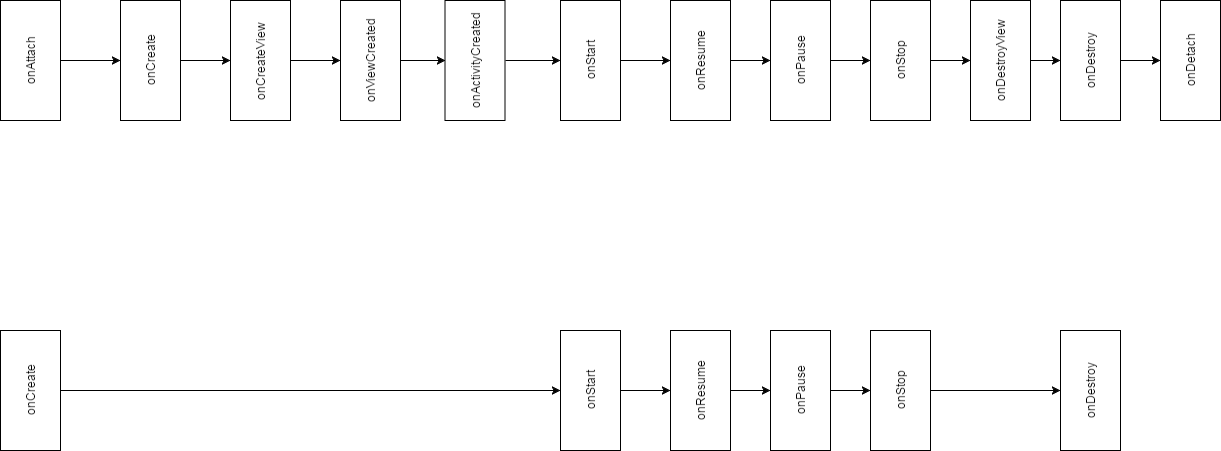 onAttach
onCreate
onCreateView
onViewCreated
onActivityCreated
onStart
onResume
onPause
onStop
onDestroyView
onDestroy
onDetach
onCreate
onStart
onResume
onPause
onStop
onDestroy